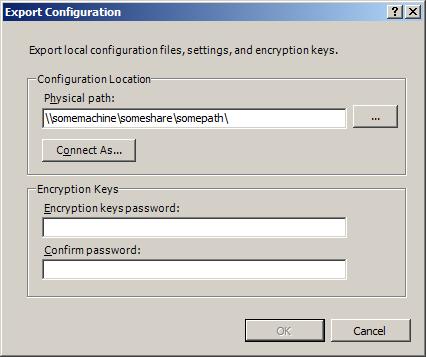 Export Configuration
Export local configuration files, settings, and encryption keys.
Configuration Location
Physical path:
\\somemachine\someshare\somepath\
...
Connect As...
Encryption Keys
Encryption keys password:
Confirm password:
OK
Cancel